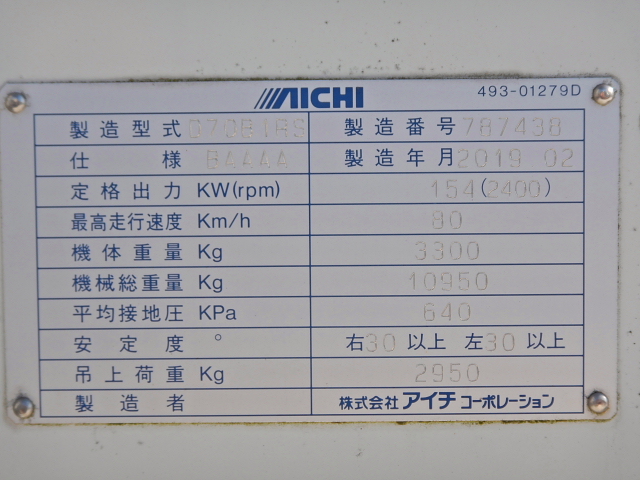 AICHI 493-01279D
製造型式 D70B1RS 製造番号 787438
仕様 B4AAA 製造年月 2019 02
定格出力 KW(rpm) 154(2400)
最高走行速度 Km/h 80
機体重量 Kg 3300
機械総重量 Kg 10950
平均接地圧 KPa 640
安定度 ° 右30以上 左30以上
吊上荷重 Kg 2950
製造者 株式会社アイチコーポレーション